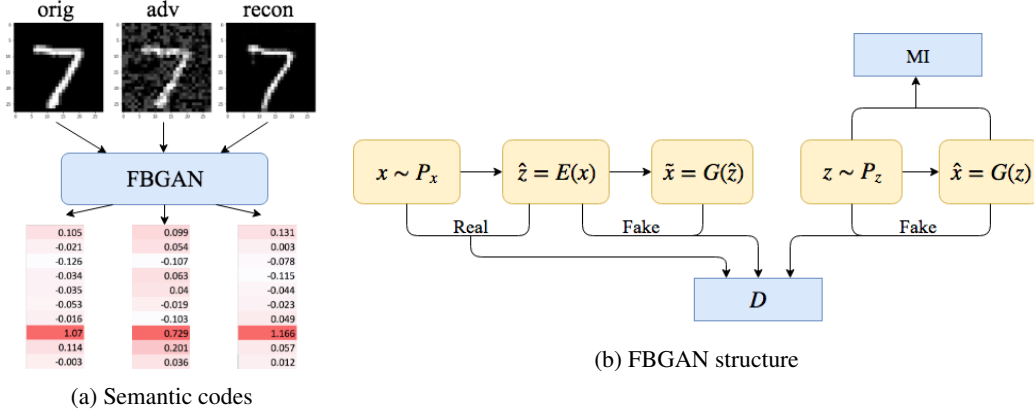 orig adv recon
FBGAN
0.105 0.099 0.131
-0.021 0.054 0.003
-0.126 -0.107 -0.078
-0.034 0.063 -0.115
-0.035 0.04 -0.044
-0.053 -0.019 -0.023
-0.016 -0.103 0.049
1.07 0.729 1.166
0.114 0.201 0.057
-0.003 0.036 0.012
(a) Semantic codes
MI
x ~ Pₓ ẑ = E(x) x̃ = G(ẑ) z ~ P_z x̂ = G(z)
Real Fake Fake
D
(b) FBGAN structure